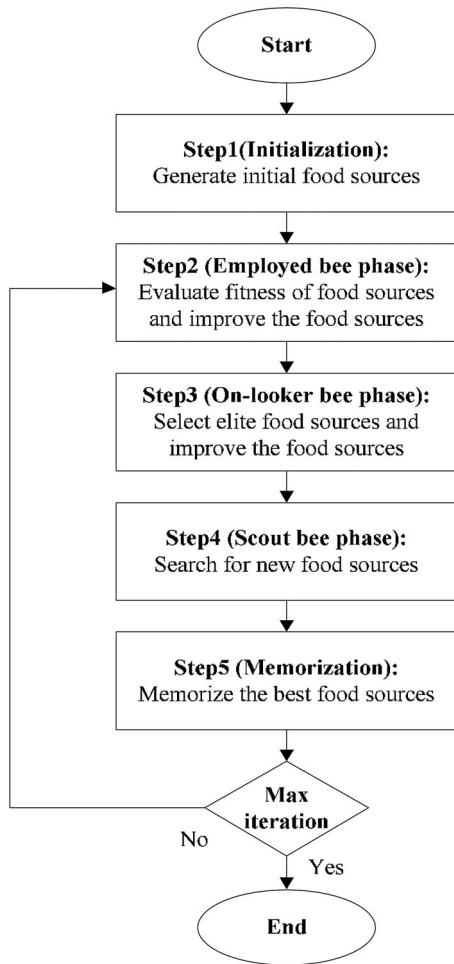 Start
Step1(Initialization):
Generate initial food sources
Step2 (Employed bee phase):
Evaluate fitness of food sources
and improve the food sources
Step3 (On-looker bee phase):
Select elite food sources and
improve the food sources
Step4 (Scout bee phase):
Search for new food sources
Step5 (Memorization):
Memorize the best food sources
Max
iteration
No
Yes
End